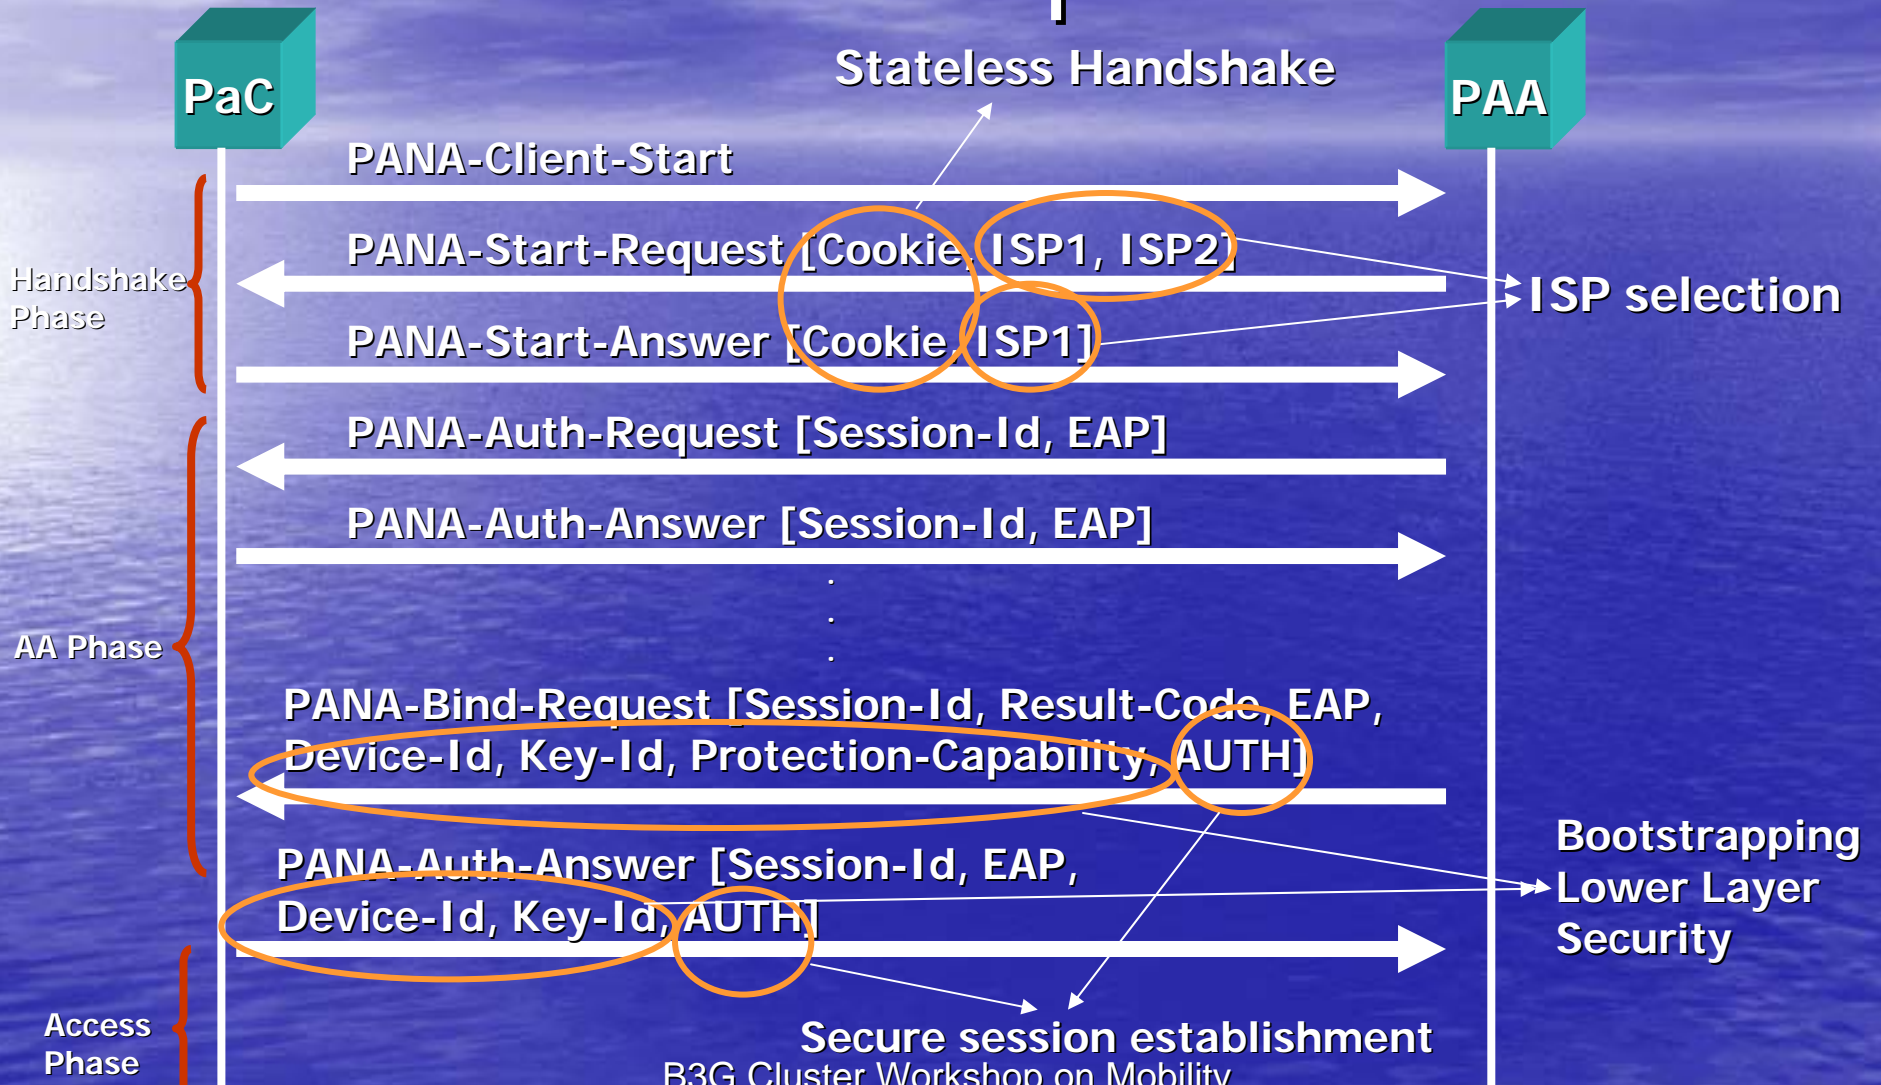 PaC
Stateless Handshake
PAA
PANA-Client-Start
PANA-Start-Request [Cookie, ISP1, ISP2]
Handshake
Phase
ISP selection
PANA-Start-Answer [Cookie, ISP1]
PANA-Auth-Request [Session-Id, EAP]
PANA-Auth-Answer [Session-Id, EAP]
.
.
.
AA Phase
PANA-Bind-Request [Session-Id, Result-Code, EAP,
Device-Id, Key-Id, Protection-Capability, AUTH]
Bootstrapping
Lower Layer
Security
PANA-Auth-Answer [Session-Id, EAP,
Device-Id, Key-Id, AUTH]
Access
Phase
Secure session establishment
B3G Cluster Workshop on Mobility